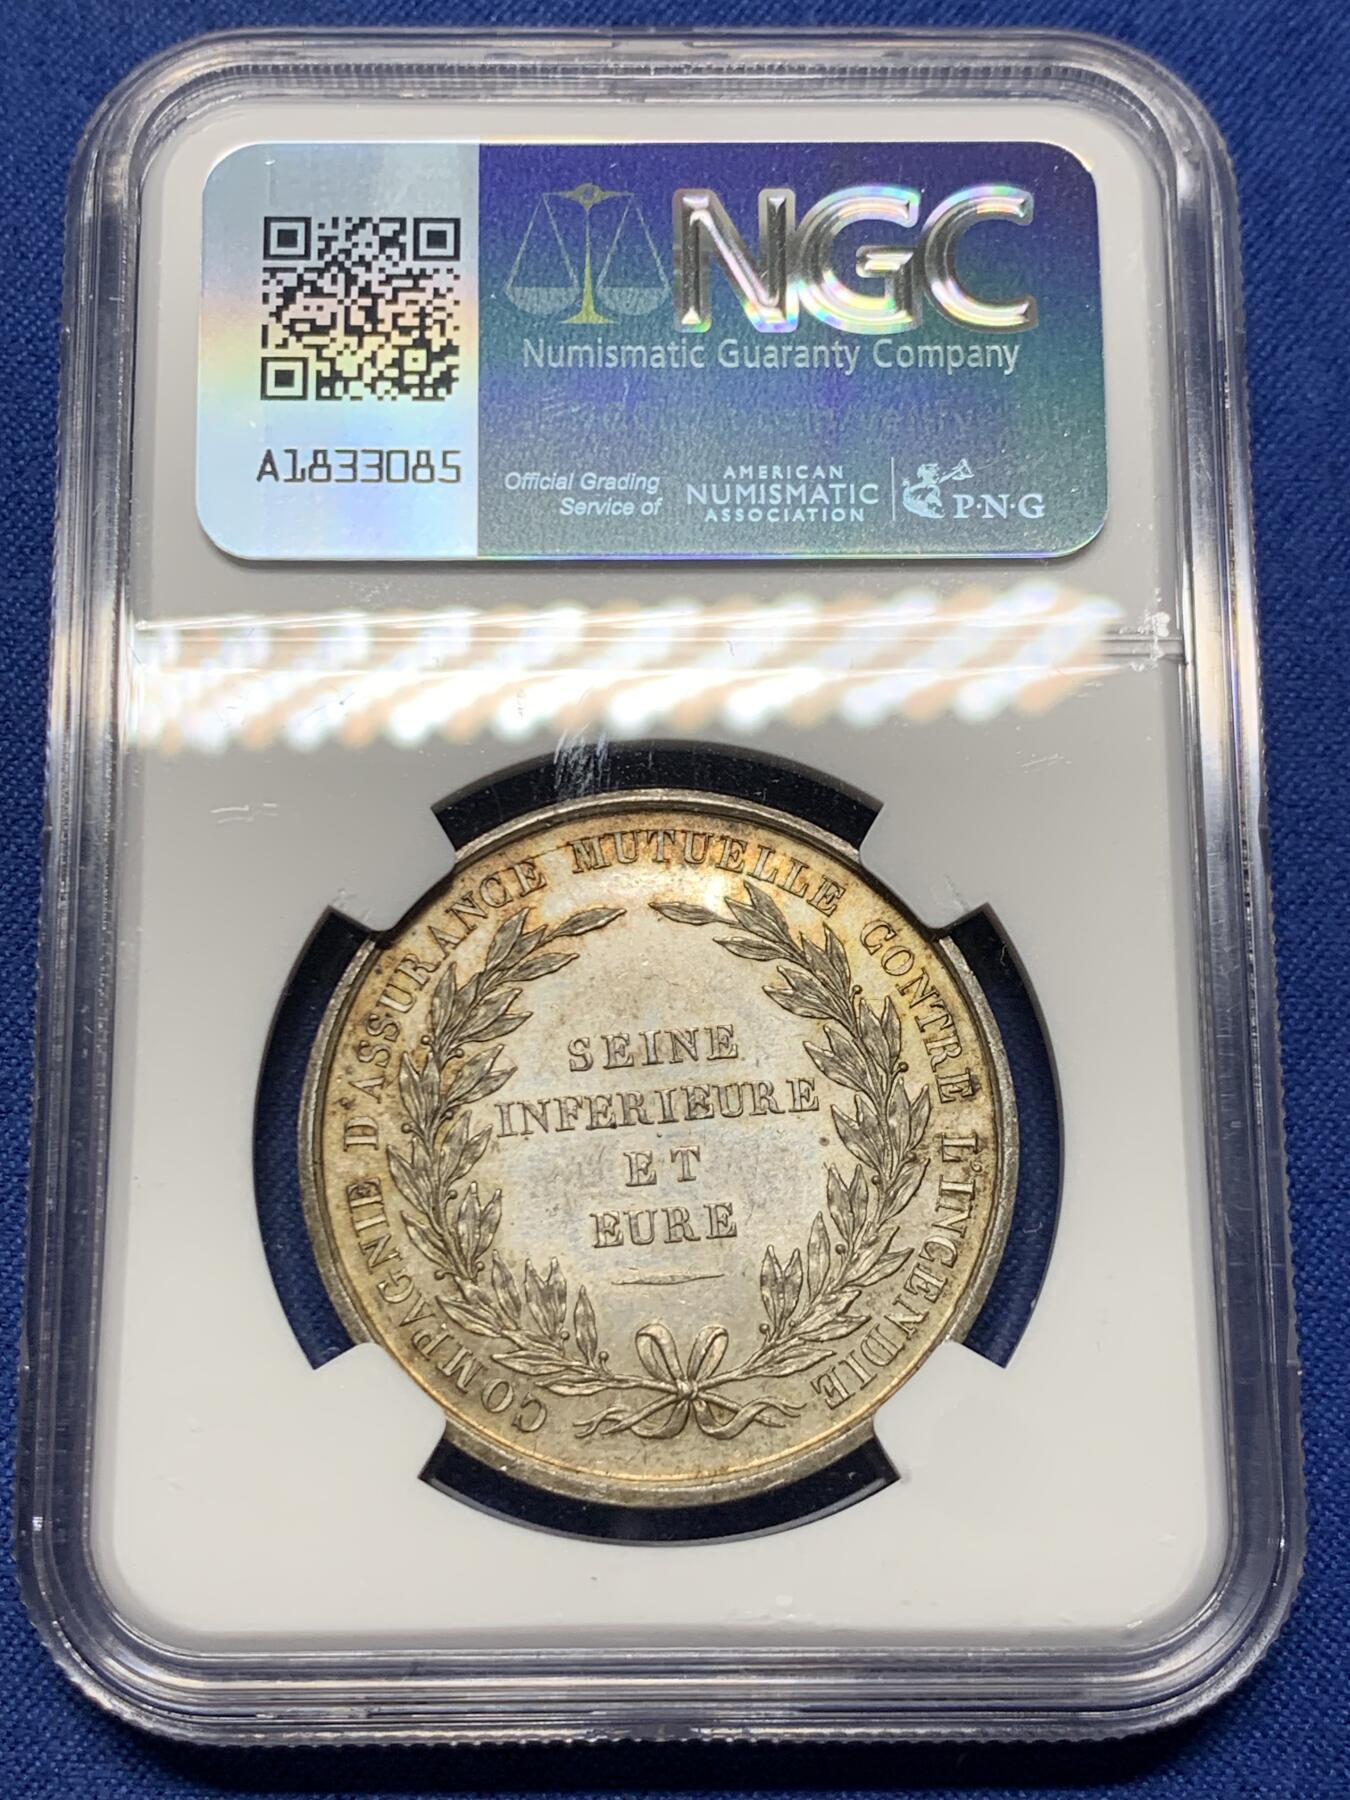 NGC
Numismatic Guaranty Company
A1833085
Official Grading
Service of
AMERICAN
NUMISMATIC
ASSOCIATION
P·N·G
COMPAGNIE D'ASSURANCE MUTUELLE CONTRE L'INCENDIE
SEINE
INFERIEURE
ET
EURE